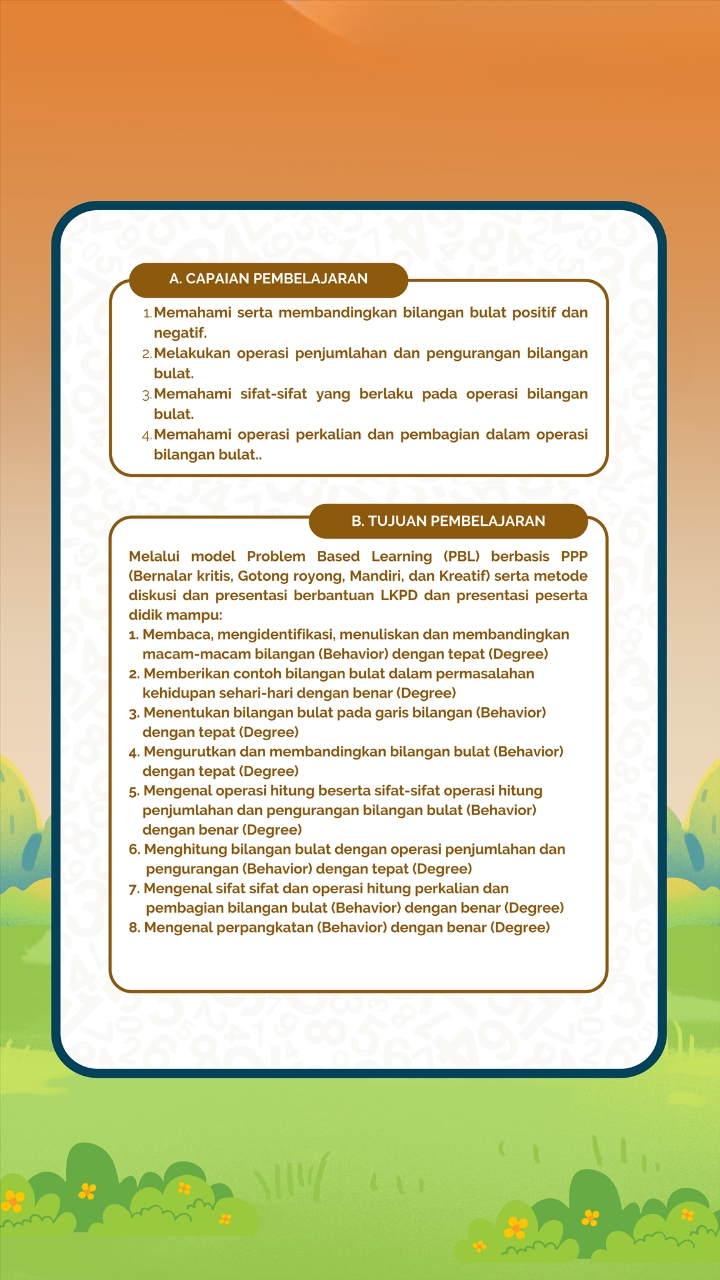 A. CAPAIAN PEMBELAJARAN
1. Memahami serta membandingkan bilangan bulat positif dan
negatif.
2. Melakukan operasi penjumlahan dan pengurangan bilangan
bulat.
3. Memahami sifat-sifat yang berlaku pada operasi bilangan
bulat.
4. Memahami operasi perkalian dan pembagian dalam operasi
bilangan bulat..
B. TUJUAN PEMBELAJARAN
Melalui model Problem Based Learning (PBL) berbasis PPP
(Bernalar kritis, Gotong royong, Mandiri, dan Kreatif) serta metode
diskusi dan presentasi berbantuan LKPD dan presentasi peserta
didik mampu:
1. Membaca, mengidentifikasi, menuliskan dan membandingkan
macam-macam bilangan (Behavior) dengan tepat (Degree)
2. Memberikan contoh bilangan bulat dalam permasalahan
kehidupan sehari-hari dengan benar (Degree)
3. Menentukan bilangan bulat pada garis bilangan (Behavior)
dengan tepat (Degree)
4. Mengurutkan dan membandingkan bilangan bulat (Behavior)
dengan tepat (Degree)
5. Mengenal operasi hitung beserta sifat-sifat operasi hitung
penjumlahan dan pengurangan bilangan bulat (Behavior)
dengan benar (Degree)
6. Menghitung bilangan bulat dengan operasi penjumlahan dan
pengurangan (Behavior) dengan tepat (Degree)
7. Mengenal sifat sifat dan operasi hitung perkalian dan
pembagian bilangan bulat (Behavior) dengan benar (Degree)
8. Mengenal perpangkatan (Behavior) dengan benar (Degree)